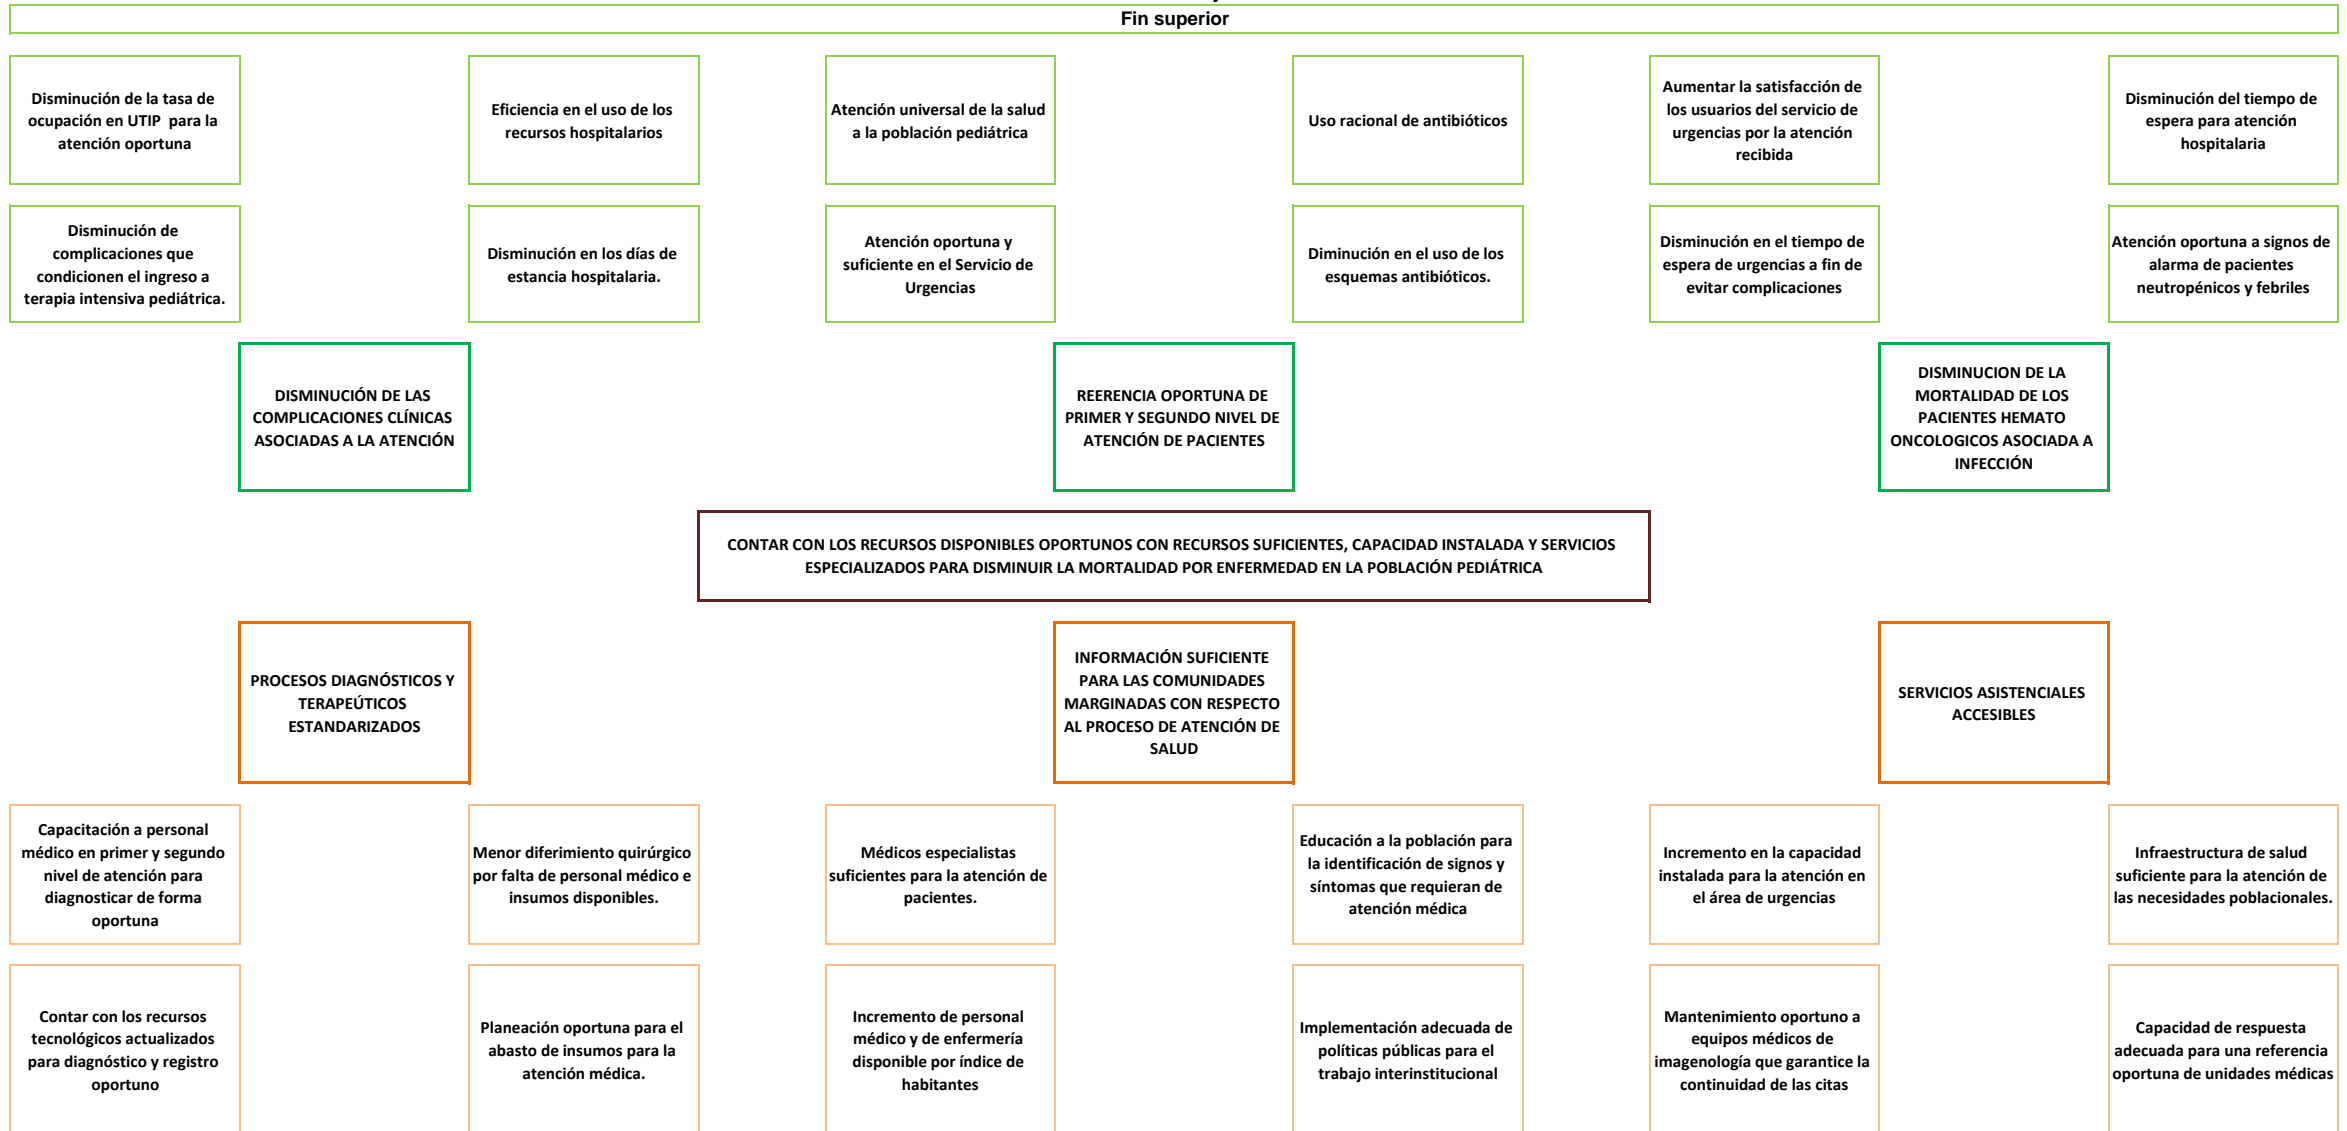 Fin superior
Disminución de la tasa de
ocupación en UTIP para la
atención oportuna
Eficiencia en el uso de los
recursos hospitalarios
Atención universal de la salud
a la población pediátrica
Uso racional de antibióticos
Aumentar la satisfacción de
los usuarios del servicio de
urgencias por la atención
recibida
Disminución del tiempo de
espera para atención
hospitalaria
Disminución de
complicaciones que
condicionen el ingreso a
terapia intensiva pediátrica.
Disminución en los días de
estancia hospitalaria.
Atención oportuna y
suficiente en el Servicio de
Urgencias
Diminución en el uso de los
esquemas antibióticos.
Disminución en el tiempo de
espera de urgencias a fin de
evitar complicaciones
Atención oportuna a signos de
alarma de pacientes
neutropénicos y febriles
DISMINUCIÓN DE LAS
COMPLICACIONES CLÍNICAS
ASOCIADAS A LA ATENCIÓN
REERENCIA OPORTUNA DE
PRIMER Y SEGUNDO NIVEL DE
ATENCIÓN DE PACIENTES
DISMINUCION DE LA
MORTALIDAD DE LOS
PACIENTES HEMATO
ONCOLOGICOS ASOCIADA A
INFECCIÓN
CONTAR CON LOS RECURSOS DISPONIBLES OPORTUNOS CON RECURSOS SUFICIENTES, CAPACIDAD INSTALADA Y SERVICIOS
ESPECIALIZADOS PARA DISMINUIR LA MORTALIDAD POR ENFERMEDAD EN LA POBLACIÓN PEDIÁTRICA
PROCESOS DIAGNÓSTICOS Y
TERAPEÚTICOS
ESTANDARIZADOS
INFORMACIÓN SUFICIENTE
PARA LAS COMUNIDADES
MARGINADAS CON RESPECTO
AL PROCESO DE ATENCIÓN DE
SALUD
SERVICIOS ASISTENCIALES
ACCESIBLES
Capacitación a personal
médico en primer y segundo
nivel de atención para
diagnosticar de forma
oportuna
Menor diferimiento quirúrgico
por falta de personal médico e
insumos disponibles.
Médicos especialistas
suficientes para la atención de
pacientes.
Educación a la población para
la identificación de signos y
síntomas que requieran de
atención médica
Incremento en la capacidad
instalada para la atención en
el área de urgencias
Infraestructura de salud
suficiente para la atención de
las necesidades poblacionales.
Contar con los recursos
tecnológicos actualizados
para diagnóstico y registro
oportuno
Planeación oportuna para el
abasto de insumos para la
atención médica.
Incremento de personal
médico y de enfermería
disponible por índice de
habitantes
Implementación adecuada de
políticas públicas para el
trabajo interinstitucional
Mantenimiento oportuno a
equipos médicos de
imagenología que garantice la
continuidad de las citas
Capacidad de respuesta
adecuada para una referencia
oportuna de unidades médicas